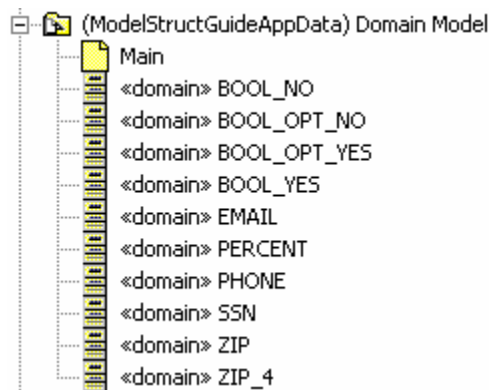 (ModelStructGuideAppData) Domain Model
Main
«domain» BOOL_NO
«domain» BOOL_OPT_NO
«domain» BOOL_OPT_YES
«domain» BOOL_YES
«domain» EMAIL
«domain» PERCENT
«domain» PHONE
«domain» SSN
«domain» ZIP
«domain» ZIP_4